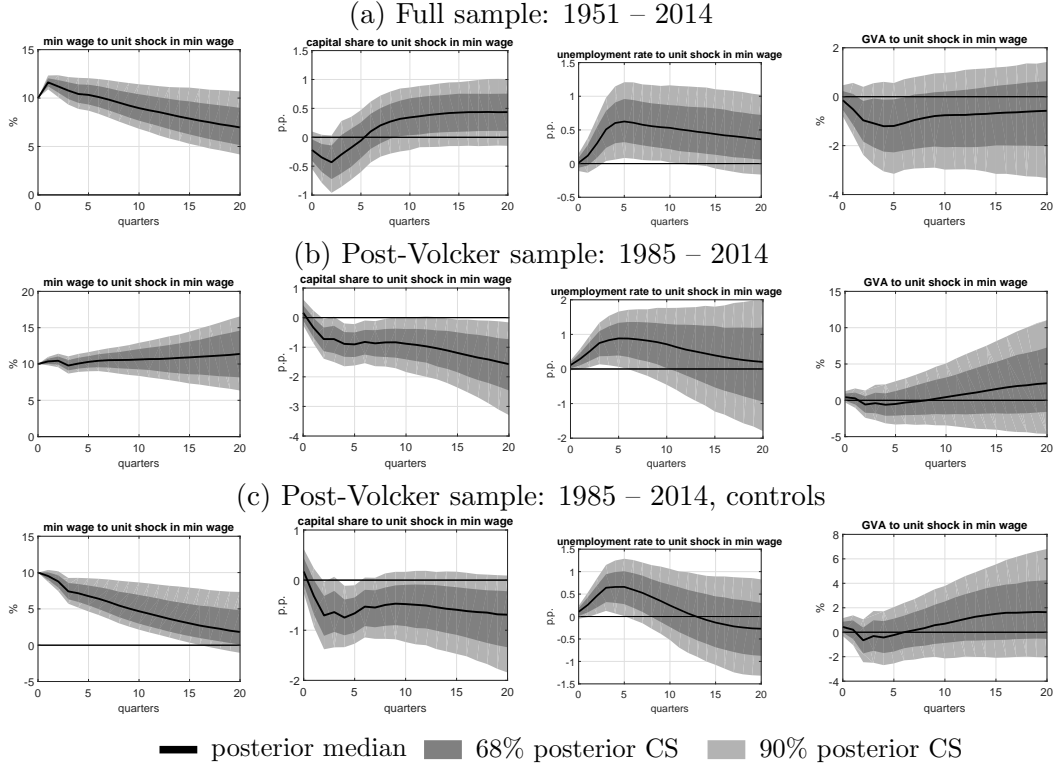 (a) Full sample: 1951 – 2014
min wage to unit shock in min wage
15
10
5
0
%
0 5 10 15 20
quarters
capital share to unit shock in min wage
1.5
1
0.5
0
-0.5
-1
p.p.
0 5 10 15 20
quarters
unemployment rate to unit shock in min wage
1.5
1
0.5
0
-0.5
p.p.
0 5 10 15 20
quarters
GVA to unit shock in min wage
2
0
-2
-4
%
0 5 10 15 20
quarters
(b) Post-Volcker sample: 1985 – 2014
min wage to unit shock in min wage
20
15
10
5
0
%
0 5 10 15 20
quarters
capital share to unit shock in min wage
1
0
-1
-2
-3
-4
p.p.
0 5 10 15 20
quarters
unemployment rate to unit shock in min wage
2
1
0
-1
-2
p.p.
0 5 10 15 20
quarters
GVA to unit shock in min wage
15
10
5
0
-5
%
0 5 10 15 20
quarters
(c) Post-Volcker sample: 1985 – 2014, controls
min wage to unit shock in min wage
15
10
5
0
-5
%
0 5 10 15 20
quarters
capital share to unit shock in min wage
1
0
-1
-2
p.p.
0 5 10 15 20
quarters
unemployment rate to unit shock in min wage
1.5
1
0.5
0
-0.5
-1
-1.5
p.p.
0 5 10 15 20
quarters
GVA to unit shock in min wage
8
6
4
2
0
-2
-4
%
0 5 10 15 20
quarters
posterior median 68% posterior CS 90% posterior CS